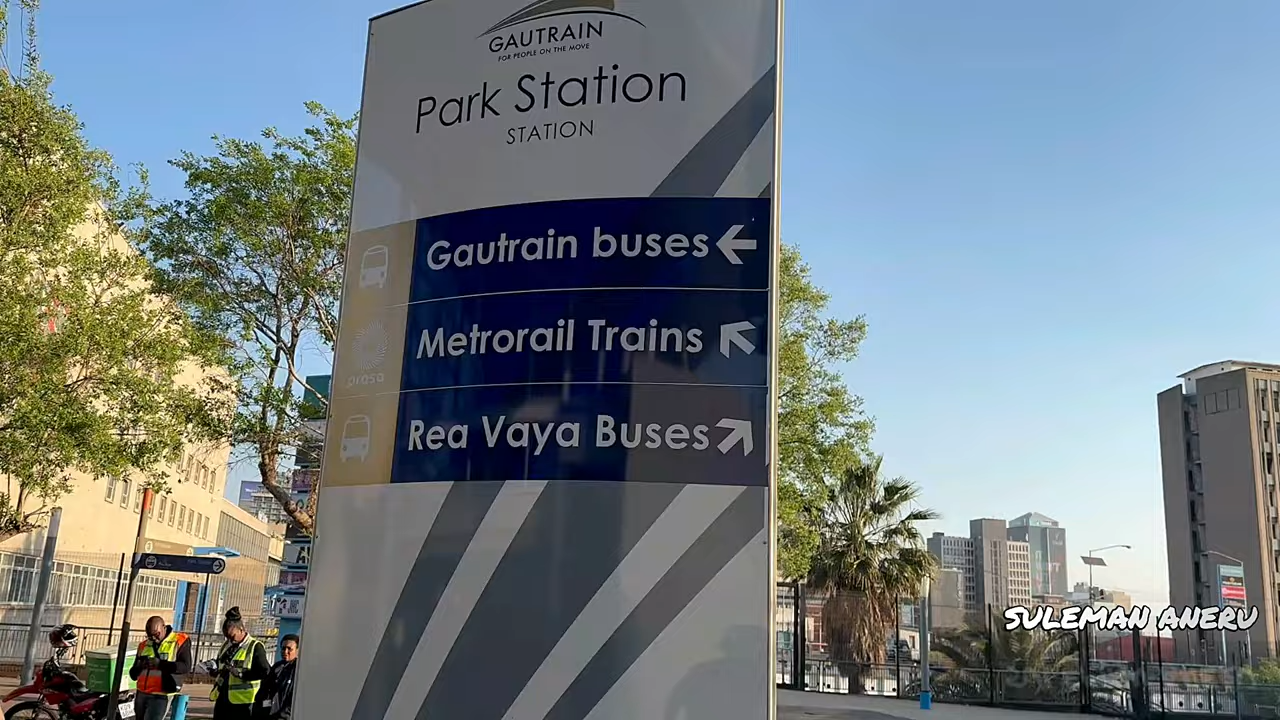 GAUTRAIN
FOR PEOPLE ON THE MOVE
Park Station
STATION
Gautrain buses
Metrorail Trains
prasa
Rea Vaya Buses
SULEMAN ANERU